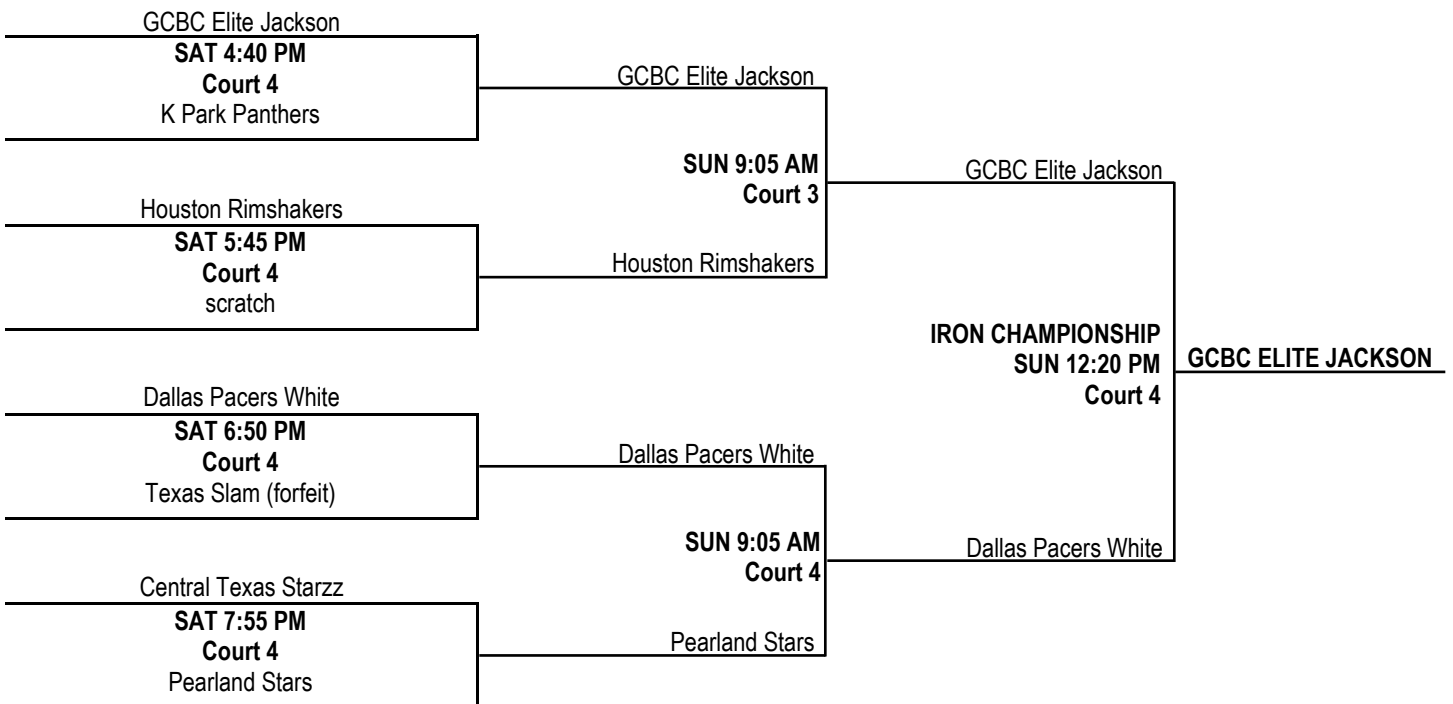 GCBC Elite Jackson
SAT 4:40 PM
Court 4
K Park Panthers
Houston Rimshakers
SAT 5:45 PM
Court 4
scratch
Dallas Pacers White
SAT 6:50 PM
Court 4
Texas Slam (forfeit)
Central Texas Starzz
SAT 7:55 PM
Court 4
Pearland Stars
GCBC Elite Jackson
SUN 9:05 AM
Court 3
Houston Rimshakers
Dallas Pacers White
SUN 9:05 AM
Court 4
Pearland Stars
GCBC Elite Jackson
IRON CHAMPIONSHIP
SUN 12:20 PM
Court 4
Dallas Pacers White
GCBC ELITE JACKSON